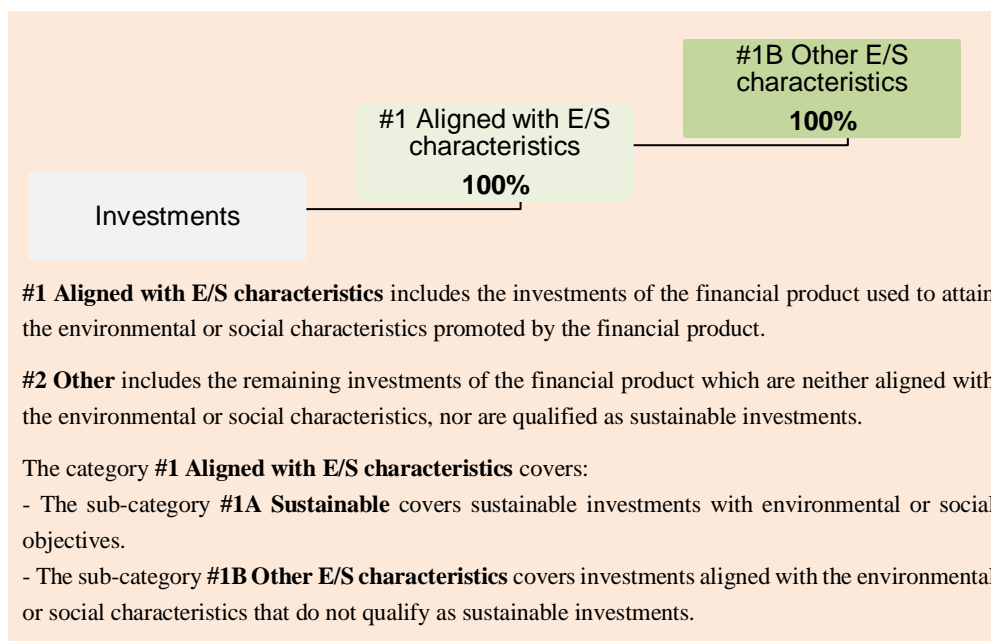 #1B Other E/S
characteristics
100%
#1 Aligned with E/S
characteristics
100%
Investments
#1 Aligned with E/S characteristics includes the investments of the financial product used to attain
the environmental or social characteristics promoted by the financial product.
#2 Other includes the remaining investments of the financial product which are neither aligned with
the environmental or social characteristics, nor are qualified as sustainable investments.
The category #1 Aligned with E/S characteristics covers:
- The sub-category #1A Sustainable covers sustainable investments with environmental or social
objectives.
- The sub-category #1B Other E/S characteristics covers investments aligned with the environmental
or social characteristics that do not qualify as sustainable investments.